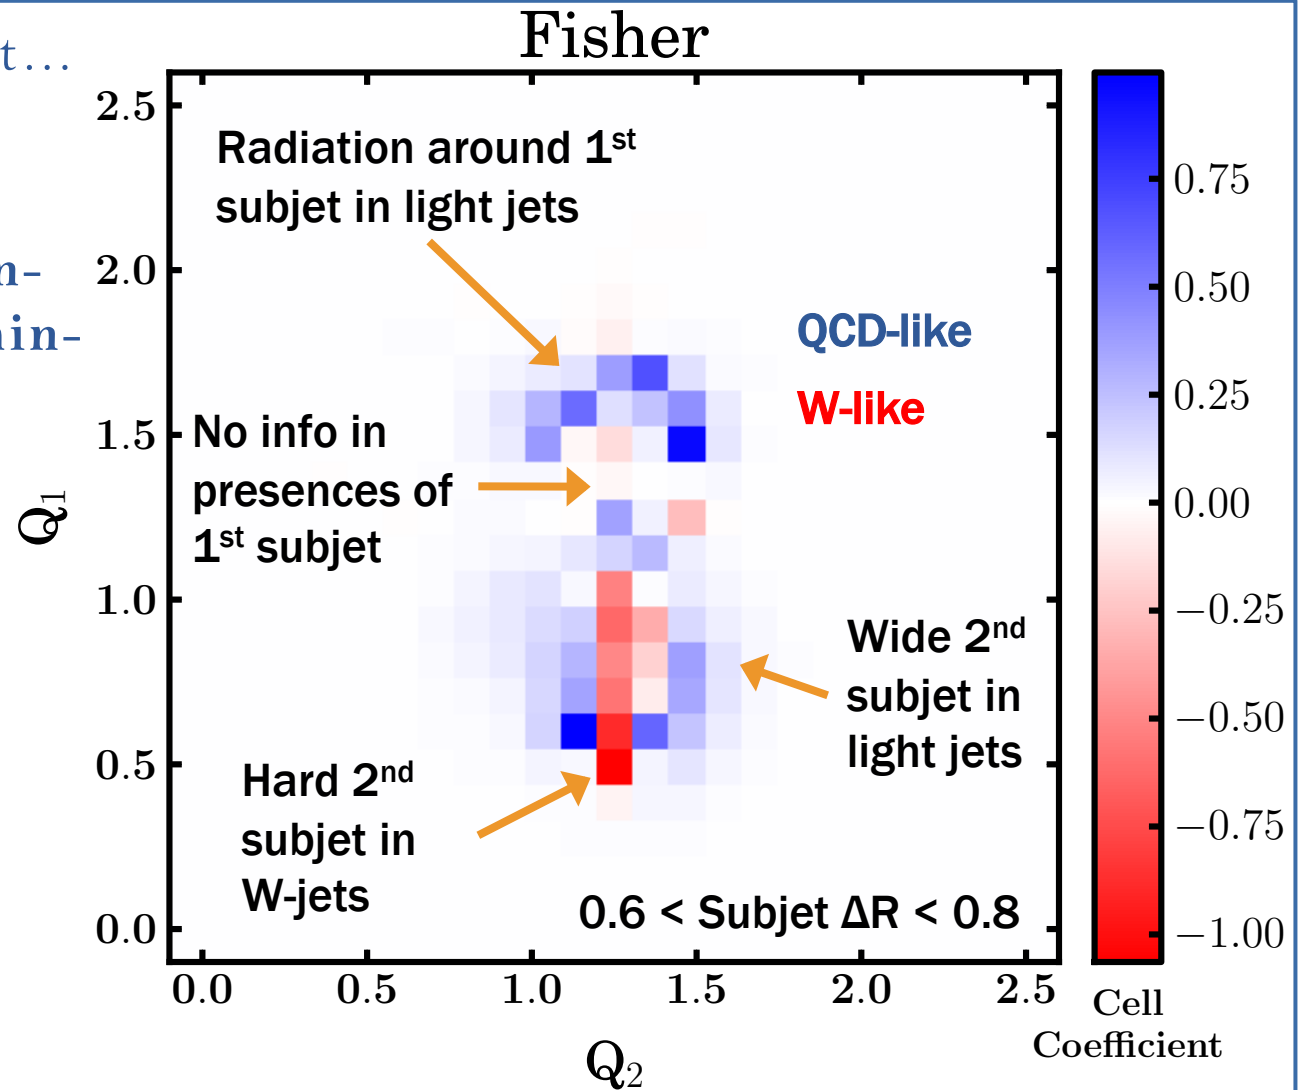 Fisher
t...
n-
nin-
2.5
2.0
1.5
1.0
0.5
0.0
Q1
Radiation around 1st
subjet in light jets
QCD-like
W-like
No info in
presences of
1st subjet
Wide 2nd
subjet in
light jets
Hard 2nd
subjet in
W-jets
0.6 < Subjet ΔR < 0.8
0.0 0.5 1.0 1.5 2.0 2.5
Q2
0.75
0.50
0.25
0.00
−0.25
−0.50
−0.75
−1.00
Cell
Coefficient